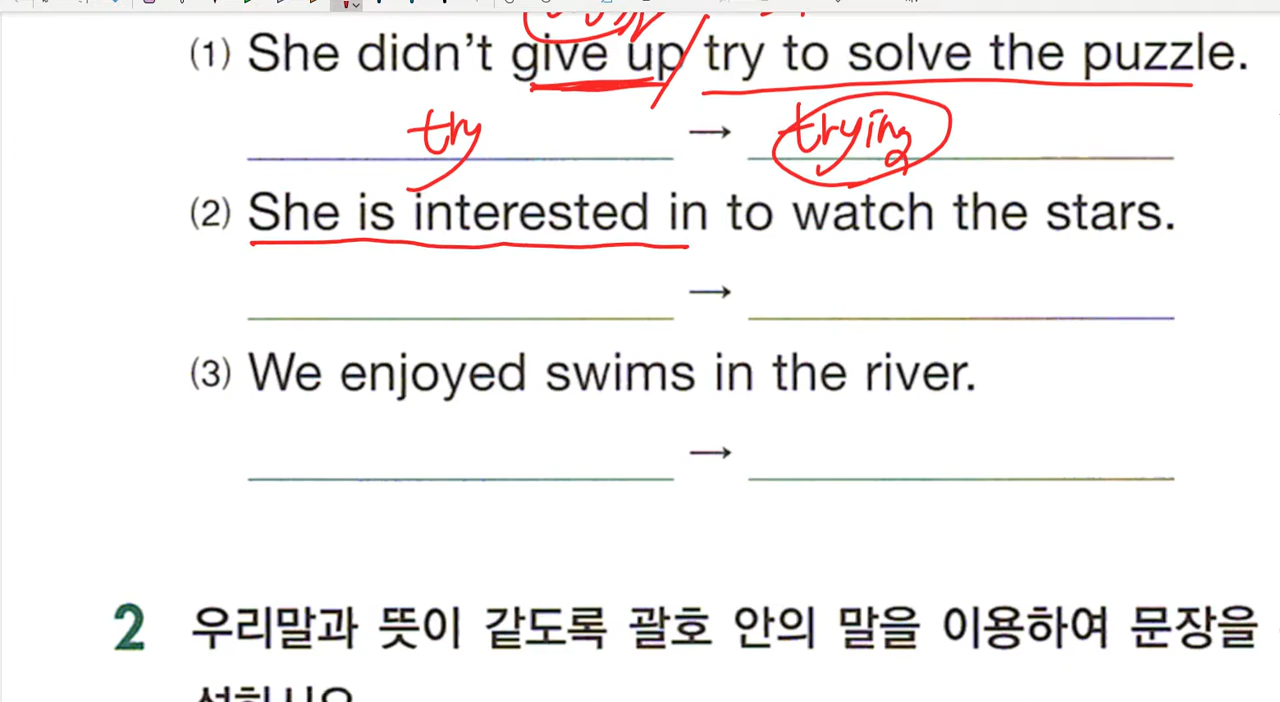 (1) She didn't give up / try to solve the puzzle.
try → trying
(2) She is interested in to watch the stars.
→
(3) We enjoyed swims in the river.
→
2 우리말과 뜻이 같도록 괄호 안의 말을 이용하여 문장을